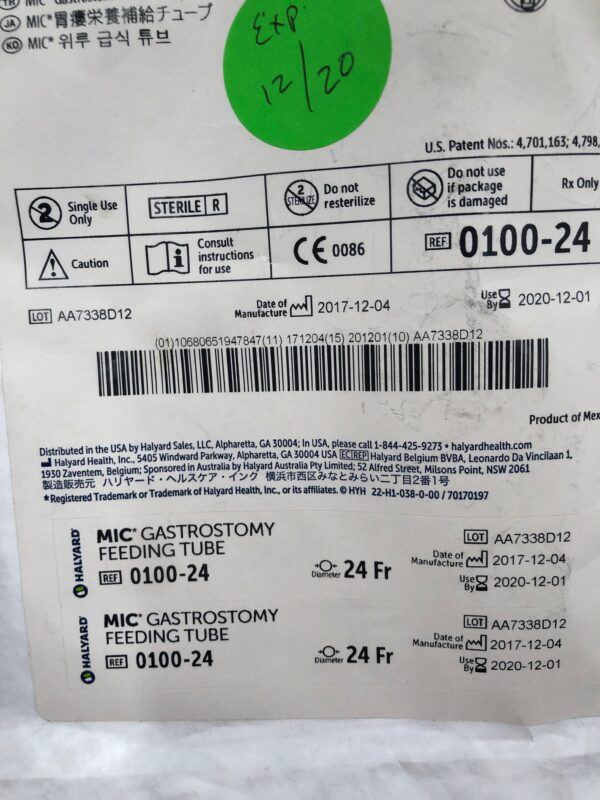 MIC* Gastrostom
JA MIC*胃瘻栄養補給チューブ
KO MIC* 위루 급식 튜브
Exp.
12/20
U.S. Patent Nos.: 4,701,163; 4,798,
2 Single Use Only
STERILE R
2 STERILIZE Do not resterilize
Do not use if package is damaged
Rx Only
Caution
Consult instructions for use
CE 0086
REF 0100-24
LOT AA7338D12
Date of Manufacture 2017-12-04
Use By 2020-12-01
(01)10680651947847(11) 171204(15) 201201(10) AA7338D12
Product of Mex
Distributed in the USA by Halyard Sales, LLC, Alpharetta, GA 30004; In USA, please call 1-844-425-9273 • halyardhealth.com
Halyard Health, Inc., 5405 Windward Parkway, Alpharetta, GA 30004 USA EC REP Halyard Belgium BVBA, Leonardo Da Vincilaan 1,
1930 Zaventem, Belgium; Sponsored in Australia by Halyard Australia Pty Limited; 52 Alfred Street, Milsons Point, NSW 2061
製造販売元 ハリヤード・ヘルスケア・インク 横浜市西区みなとみらい二丁目2番1号
*Registered Trademark or Trademark of Halyard Health, Inc., or its affiliates. © HYH 22-H1-038-0-00 / 70170197
HALYARD
MIC* GASTROSTOMY
FEEDING TUBE
REF 0100-24
Diameter 24 Fr
LOT AA7338D12
Date of Manufacture 2017-12-04
Use By 2020-12-01
HALYARD
MIC* GASTROSTOMY
FEEDING TUBE
REF 0100-24
Diameter 24 Fr
LOT AA7338D12
Date of Manufacture 2017-12-04
Use By 2020-12-01